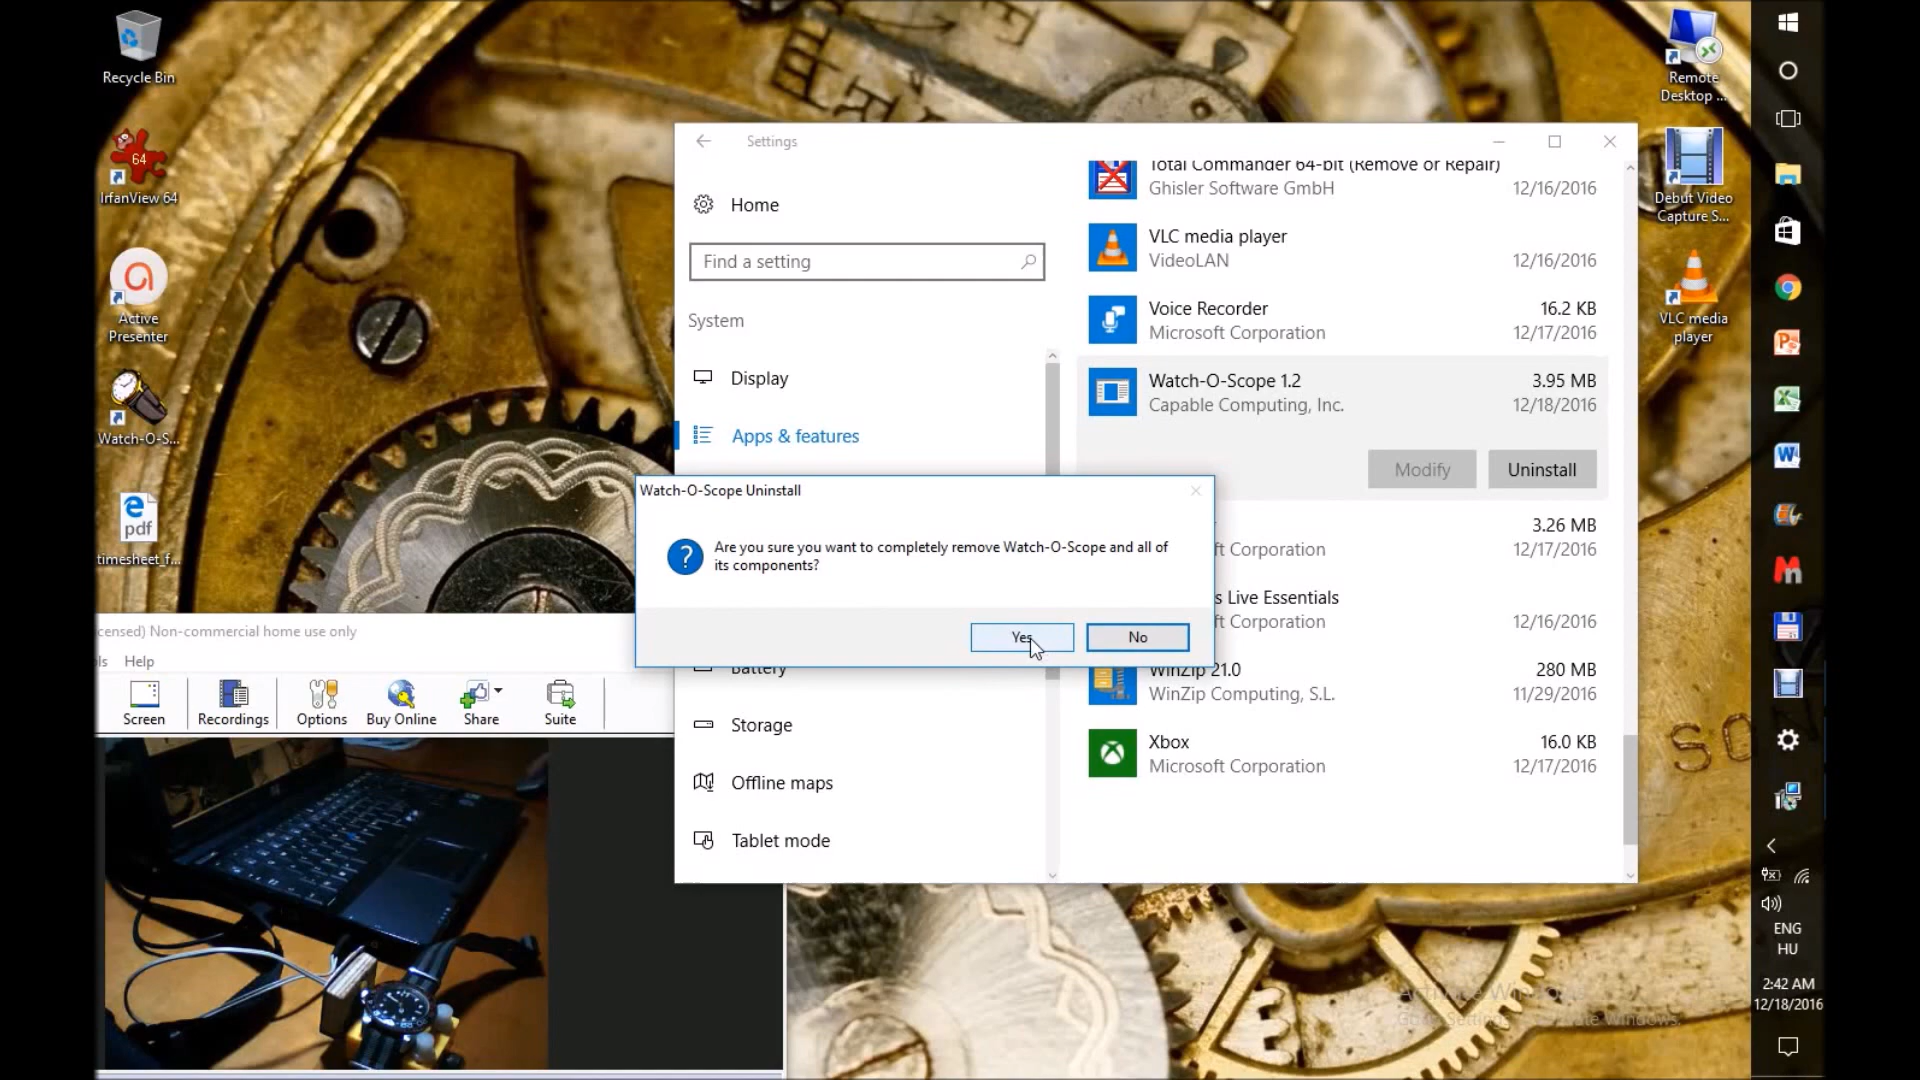 Recycle Bin
64
IrfanView 64
Active
Presenter
Watch-O-S...
pdf
timesheet_f...
Remote
Desktop ...
Debut Video
Capture S...
VLC media
player
Settings
Home
Find a setting
System
Display
Apps & features
Battery
Storage
Offline maps
Tablet mode
Total Commander 64-bit (Remove or Repair)
Ghisler Software GmbH 12/16/2016
VLC media player
VideoLAN 12/16/2016
Voice Recorder 16.2 KB
Microsoft Corporation 12/17/2016
Watch-O-Scope 1.2 3.95 MB
Capable Computing, Inc. 12/18/2016
Modify Uninstall
3.26 MB
ft Corporation 12/17/2016
s Live Essentials
ft Corporation 12/16/2016
WinZip 21.0 280 MB
WinZip Computing, S.L. 11/29/2016
Xbox 16.0 KB
Microsoft Corporation 12/17/2016
Watch-O-Scope Uninstall
Are you sure you want to completely remove Watch-O-Scope and all of
its components?
Yes No
censed) Non-commercial home use only
ls Help
Screen Recordings Options Buy Online Share Suite
ENG
HU
2:42 AM
12/18/2016